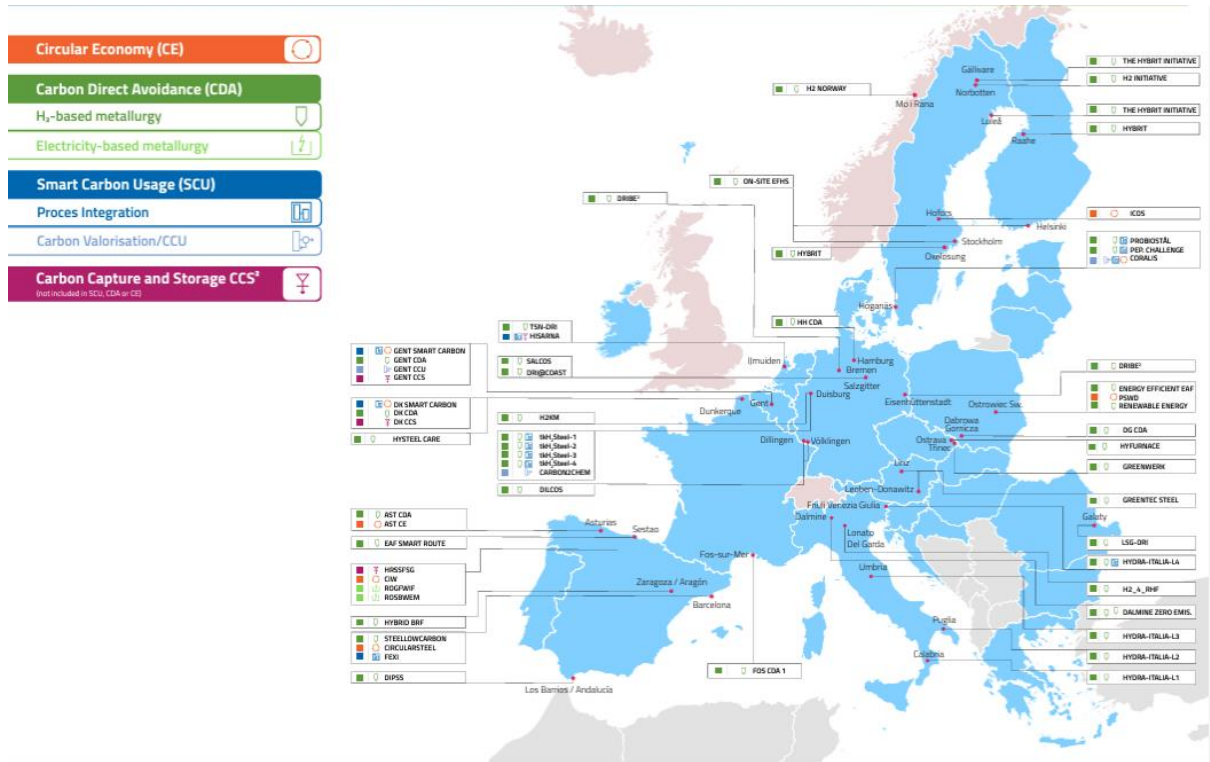 Circular Economy (CE)
Carbon Direct Avoidance (CDA)
H₂-based metallurgy
Electricity-based metallurgy
Smart Carbon Usage (SCU)
Proces Integration
Carbon Valorisation/CCU
Carbon Capture and Storage CCS²
(not included in SCU, CDA or CE)
H2 NORWAY
Mo i Rana
Gällivare
Norbotten
THE HYBRIT INITIATIVE
H2 INITIATIVE
Luleå
THE HYBRIT INITIATIVE
Raahe
HYBRIT
ON-SITE EFHS
DRIBE²
Hofors
ICOS
Helsinki
Stockholm
Oxelösung
HYBRIT
PROBIOSTÅL
PEP. CHALLENGE
CORALIS
Höganäs
HH CDA
TSN-DRI
HISARNA
IJmuiden
Hamburg
Bremen
Salzgitter
SALCOS
DRI@COAST
GENT SMART CARBON
GENT CDA
GENT CCU
GENT CCS
Gent
Duisburg
Eisenhüttenstadt
DRIBE²
ENERGY EFFICIENT EAF
PSWD
RENEWABLE ENERGY
Ostrowiec Sw.
DK SMART CARBON
DK CDA
DK CCS
Dunkerque
H2KM
HYSTEEL CARE
tkH₂Steel-1
tkH₂Steel-2
tkH₂Steel-3
tkH₂Steel-4
CARBON2CHEM
Dillingen
Völklingen
DILCOS
Dabrowa
Gornicza
DG CDA
Ostrava
Trinec
HYFURNACE
GREENWERK
Linz
Leoben-Donawitz
GREENTEC STEEL
Friuli Venezia Giulia
Dalmine
Lonato
Del Garda
Galaty
LSG-DRI
HYDRA-ITALIA-L4
H2_4_RHF
DALMINE ZERO EMIS.
HYDRA-ITALIA-L3
HYDRA-ITALIA-L2
HYDRA-ITALIA-L1
Umbria
Puglia
Calabria
AST CDA
AST CE
Asturias
Sestao
EAF SMART ROUTE
Fos-sur-Mer
HRSSFSG
CIW
ROGFWIF
ROSBWEM
Zaragoza / Aragón
Barcelona
HYBRID BRF
STEELLOWCARBON
CIRCULARSTEEL
FEXI
FOS CDA 1
DIPSS
Los Barrios / Andalucía